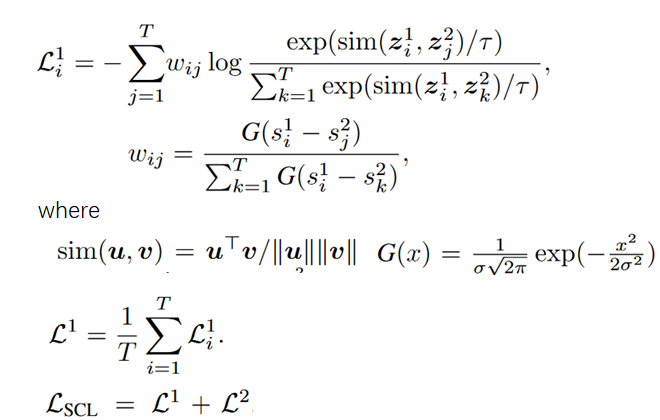 $\mathcal{L}_i^1 = -\sum_{j=1}^{T} w_{ij} \log \frac{\exp(\text{sim}(\boldsymbol{z}_i^1, \boldsymbol{z}_j^2)/\tau)}{\sum_{k=1}^{T} \exp(\text{sim}(\boldsymbol{z}_i^1, \boldsymbol{z}_k^2)/\tau)},$
$w_{ij} = \frac{G(s_i^1 - s_j^2)}{\sum_{k=1}^{T} G(s_i^1 - s_k^2)},$
where
$\text{sim}(\boldsymbol{u}, \boldsymbol{v}) = \boldsymbol{u}^\top \boldsymbol{v} / \|\boldsymbol{u}\| \|\boldsymbol{v}\| \quad G(x) = \frac{1}{\sigma\sqrt{2\pi}} \exp(-\frac{x^2}{2\sigma^2})$
$\mathcal{L}^1 = \frac{1}{T} \sum_{i=1}^{T} \mathcal{L}_i^1.$
$\mathcal{L}_{\text{SCL}} = \mathcal{L}^1 + \mathcal{L}^2$